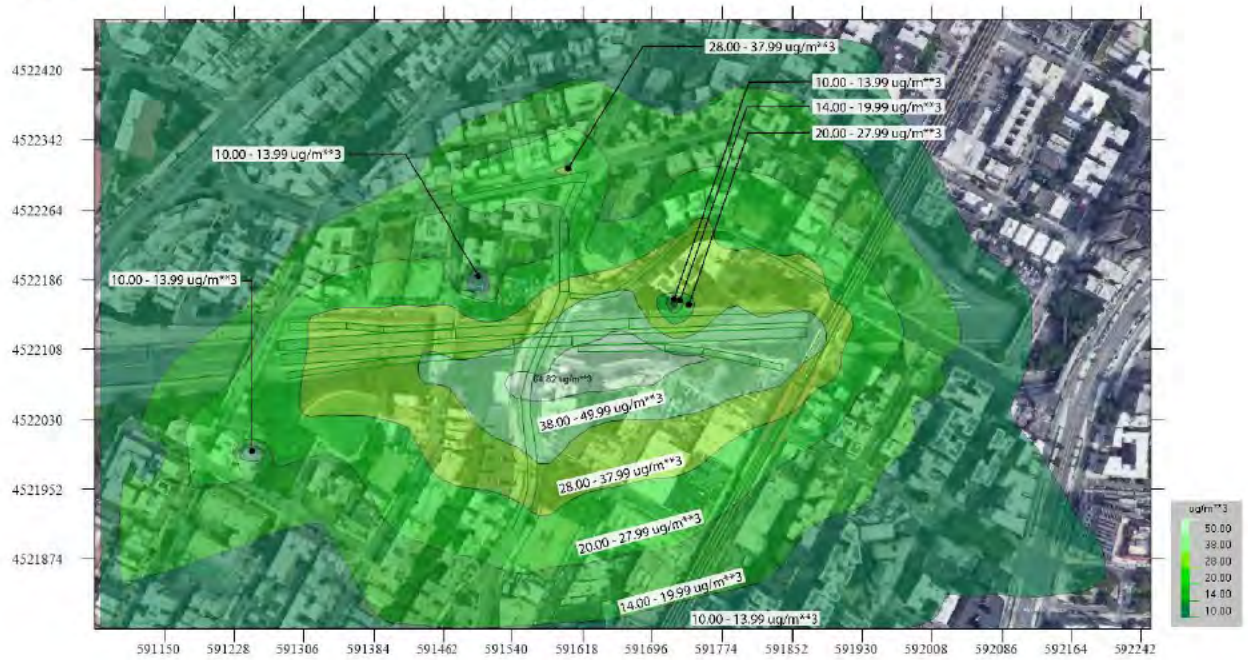 4522420
4522342
4522264
4522186
4522108
4522030
4521952
4521874
28.00 - 37.99 ug/m**3
10.00 - 13.99 ug/m**3
14.00 - 19.99 ug/m**3
20.00 - 27.99 ug/m**3
10.00 - 13.99 ug/m**3
10.00 - 13.99 ug/m**3
64.82 ug/m**3
38.00 - 49.99 ug/m**3
28.00 - 37.99 ug/m**3
20.00 - 27.99 ug/m**3
14.00 - 19.99 ug/m**3
10.00 - 13.99 ug/m**3
591150 591228 591306 591384 591462 591540 591618 591696 591774 591852 591930 592008 592086 592164 592242
ug/m**3
50.00
38.00
28.00
20.00
14.00
10.00